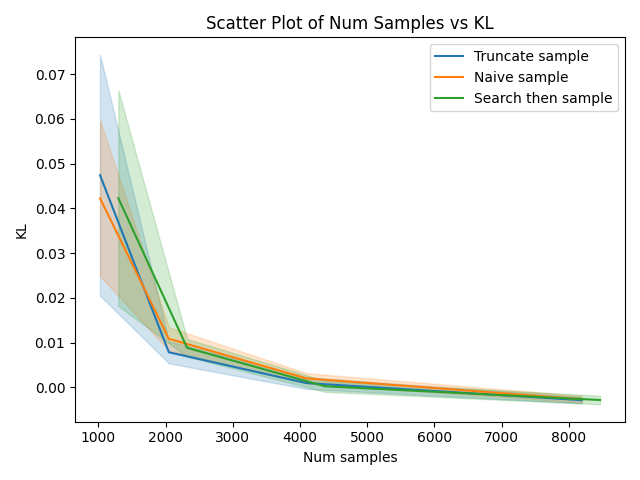 Scatter Plot of Num Samples vs KL
Truncate sample
Naive sample
Search then sample
KL
0.07
0.06
0.05
0.04
0.03
0.02
0.01
0.00
1000 2000 3000 4000 5000 6000 7000 8000
Num samples